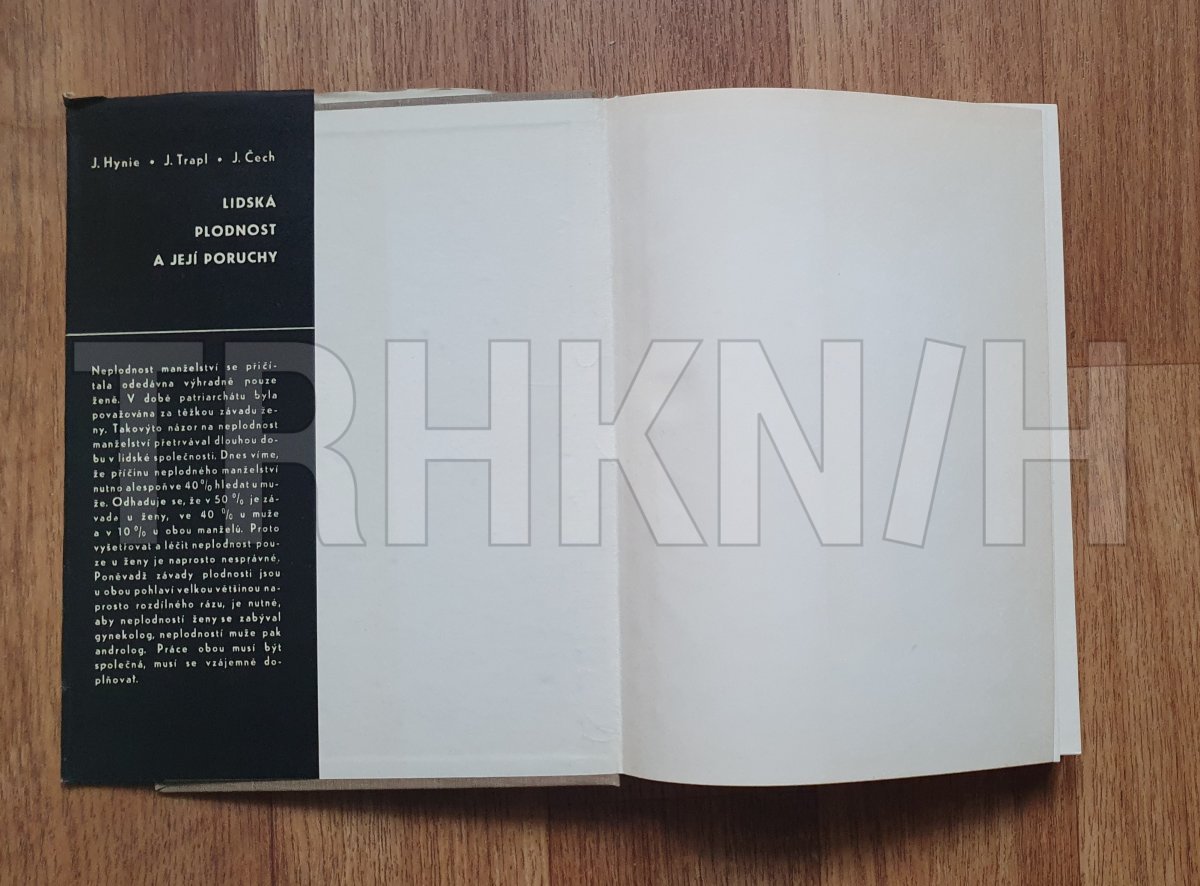 J. Hynie • J. Trapl • J. Čech
LIDSKÁ
PLODNOST
A JEJÍ PORUCHY
Neplodnost manželství se přičí-
tala odedávna výhradně pouze
ženě. V době patriarchátu byla
považována za těžkou závadu že-
ny. Takovýto názor na neplodnost
manželství přetrvával dlouhou do-
bu v lidské společnosti. Dnes víme,
že příčinu neplodného manželství
nutno alespoň ve 40 % hledat u mu-
že. Odhaduje se, že v 50 % je zá-
vada u ženy, ve 40 % u muže
a v 10 % u obou manželů. Proto
vyšetřovat a léčit neplodnost pou-
ze u ženy je naprosto nesprávné.
Poněvadž závady plodnosti jsou
u obou pohlaví velkou většinou na-
prosto rozdílného rázu, je nutné,
aby neplodností ženy se zabýval
gynekolog, neplodností muže pak
androlog. Práce obou musí být
společná, musí se vzájemně do-
plňovat.
TRHKNIH